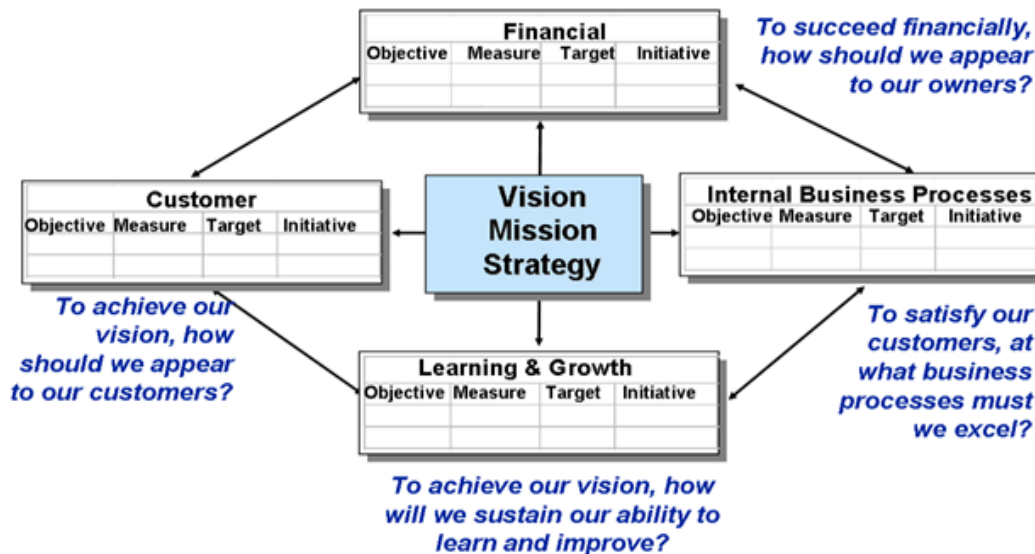 Financial
Objective Measure Target Initiative
To succeed financially,
how should we appear
to our owners?
Customer
Objective Measure Target Initiative
Vision
Mission
Strategy
Internal Business Processes
Objective Measure Target Initiative
To achieve our
vision, how
should we appear
to our customers?
Learning & Growth
Objective Measure Target Initiative
To satisfy our
customers, at
what business
processes must
we excel?
To achieve our vision, how
will we sustain our ability to
learn and improve?